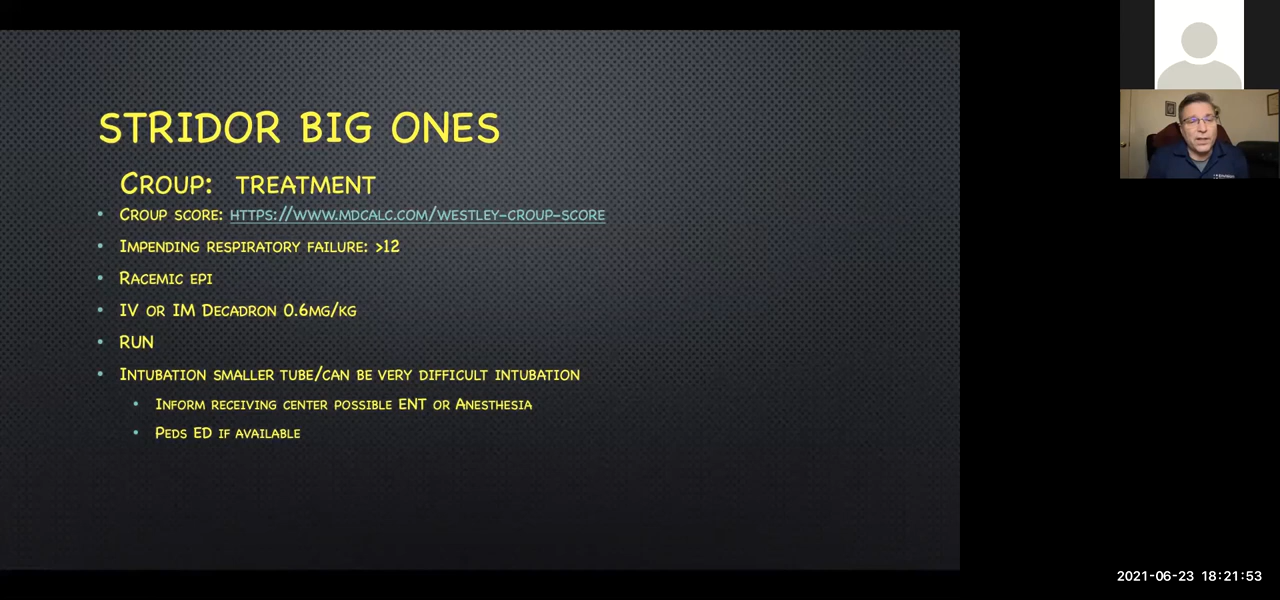 STRIDOR BIG ONES
CROUP: TREATMENT
CROUP SCORE: HTTPS://WWW.MDCALC.COM/WESTLEY-CROUP-SCORE
IMPENDING RESPIRATORY FAILURE: >12
RACEMIC EPI
IV OR IM DECADRON 0.6MG/KG
RUN
INTUBATION SMALLER TUBE/CAN BE VERY DIFFICULT INTUBATION
INFORM RECEIVING CENTER POSSIBLE ENT OR ANESTHESIA
PEDS ED IF AVAILABLE
2021-06-23 18:21:53